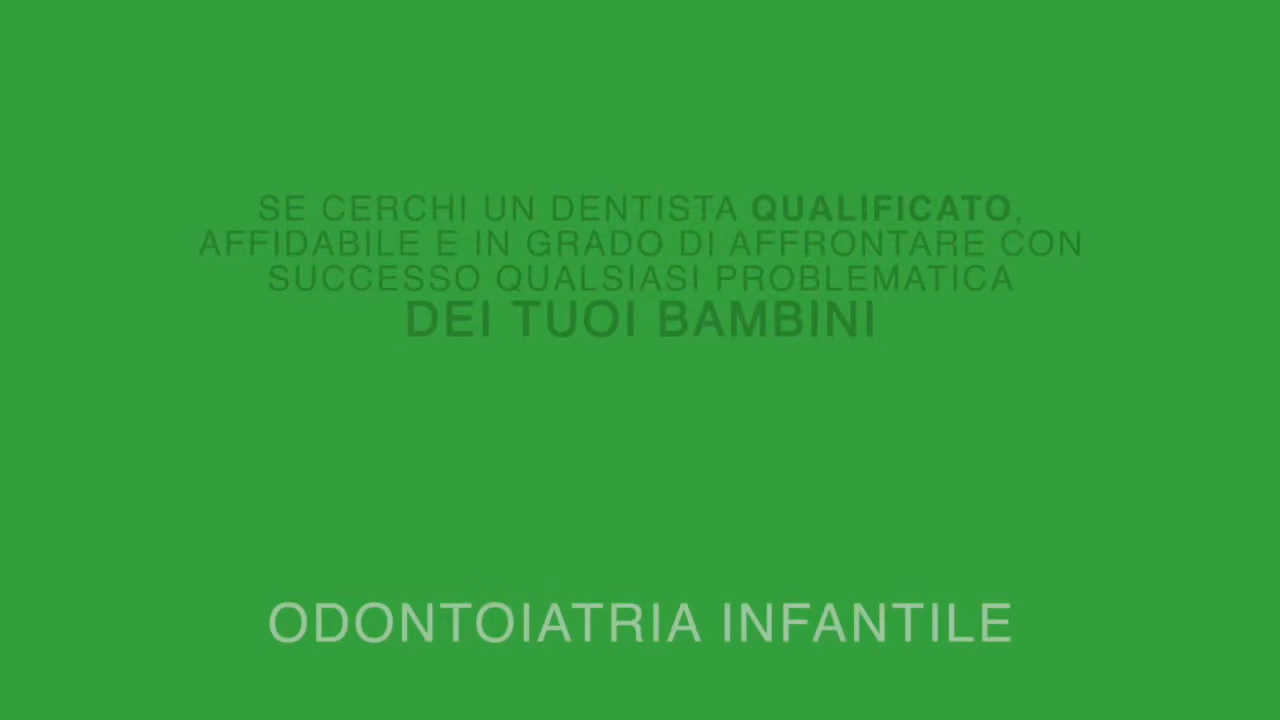 SE CERCHI UN DENTISTA QUALIFICATO,
AFFIDABILE E IN GRADO DI AFFRONTARE CON
SUCCESSO QUALSIASI PROBLEMATICA
DEI TUOI BAMBINI
ODONTOIATRIA INFANTILE